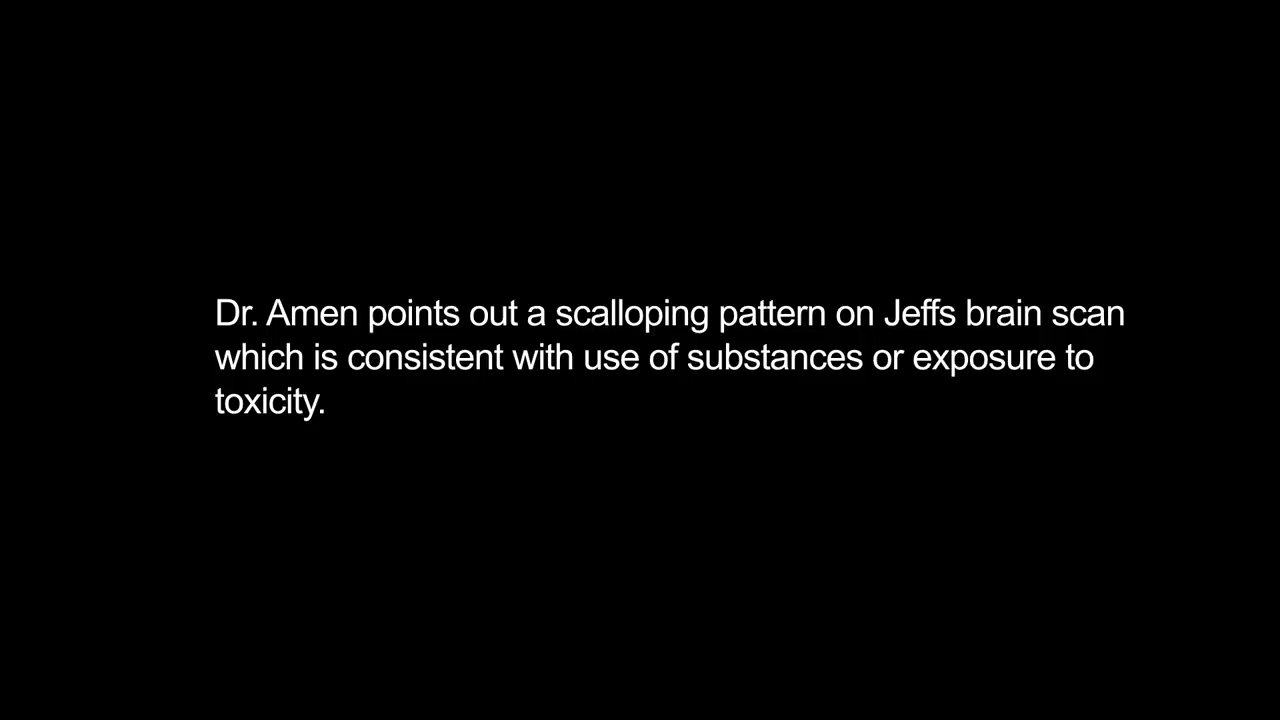 Dr. Amen points out a scalloping pattern on Jeffs brain scan
which is consistent with use of substances or exposure to
toxicity.